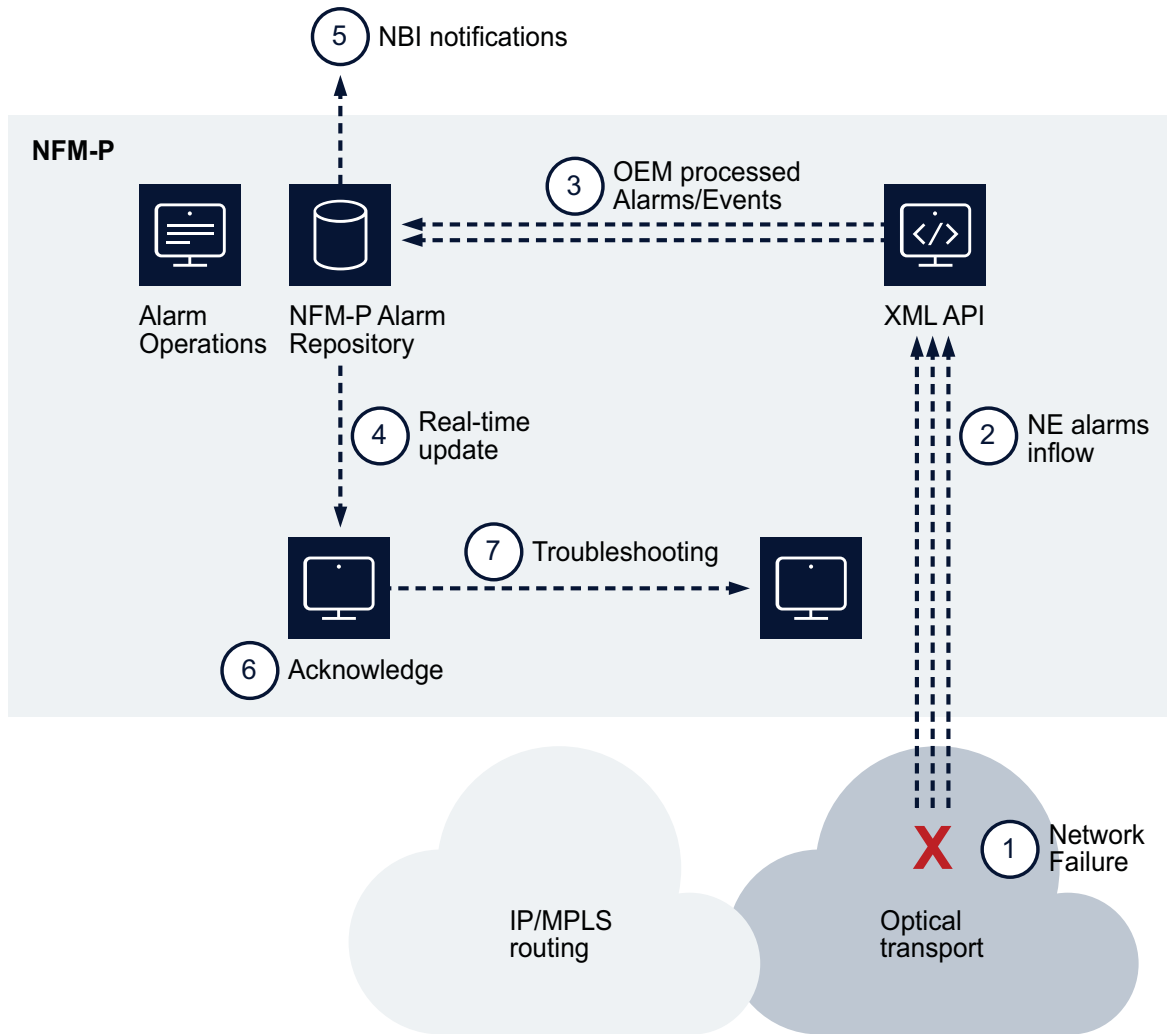 5
NBI notifications
NFM-P
3
OEM processed
Alarms/Events
</>
Alarm
Operations
NFM-P Alarm
Repository
XML API
4
Real-time
update
2
NE alarms
inflow
7
Troubleshooting
6
Acknowledge
X
1
Network
Failure
IP/MPLS
routing
Optical
transport